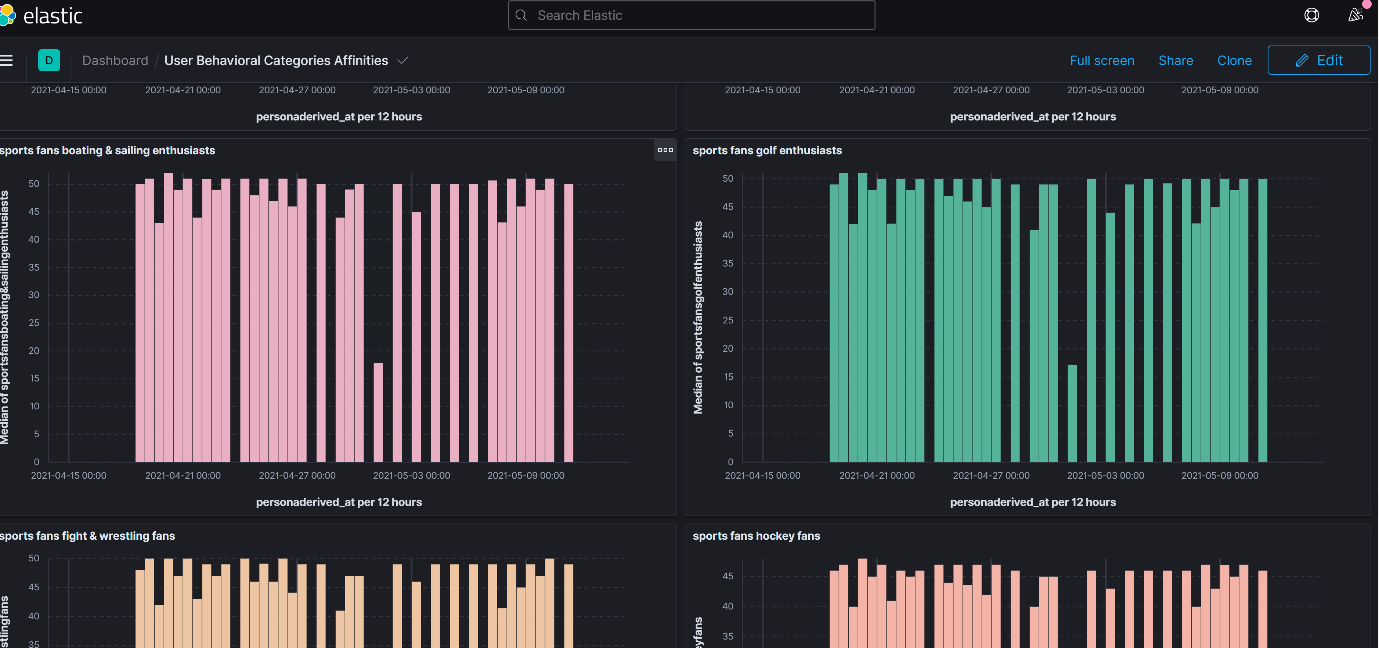 elastic
Search Elastic
D
Dashboard / User Behavioral Categories Affinities
Full screen
Share
Clone
Edit
2021-04-15 00:00 2021-04-21 00:00 2021-04-27 00:00 2021-05-03 00:00 2021-05-09 00:00
personaderived_at per 12 hours
2021-04-15 00:00 2021-04-21 00:00 2021-04-27 00:00 2021-05-03 00:00 2021-05-09 00:00
personaderived_at per 12 hours
sports fans boating & sailing enthusiasts
Median of sportsfansboating&sailingenthusiasts
50
45
40
35
30
25
20
15
10
5
0
2021-04-15 00:00 2021-04-21 00:00 2021-04-27 00:00 2021-05-03 00:00 2021-05-09 00:00
personaderived_at per 12 hours
sports fans golf enthusiasts
Median of sportsfansgolfenthusiasts
50
45
40
35
30
25
20
15
10
5
0
2021-04-15 00:00 2021-04-21 00:00 2021-04-27 00:00 2021-05-03 00:00 2021-05-09 00:00
personaderived_at per 12 hours
sports fans fight & wrestling fans
stlingfans
50
45
40
35
sports fans hockey fans
eyfans
45
40
35